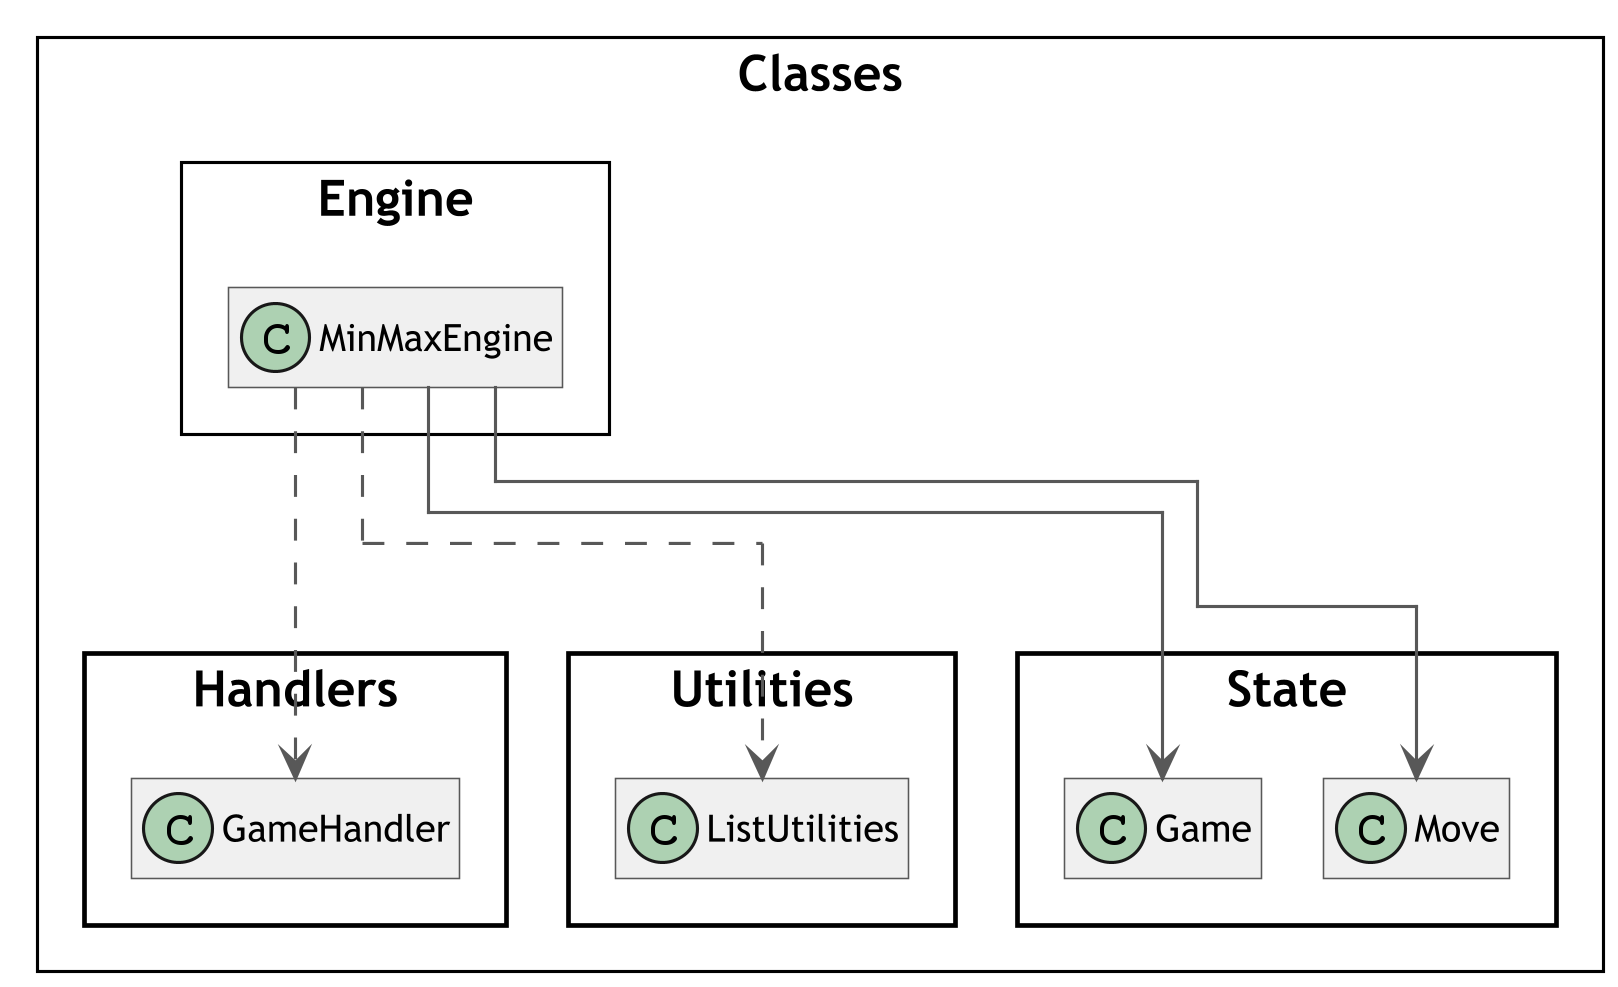 Classes
Engine
C MinMaxEngine
Handlers
Utilities
State
C GameHandler
C ListUtilities
C Game
C Move